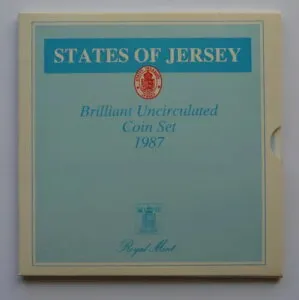 STATES OF JERSEY
Brilliant Uncirculated
Coin Set
1987
Royal Mint